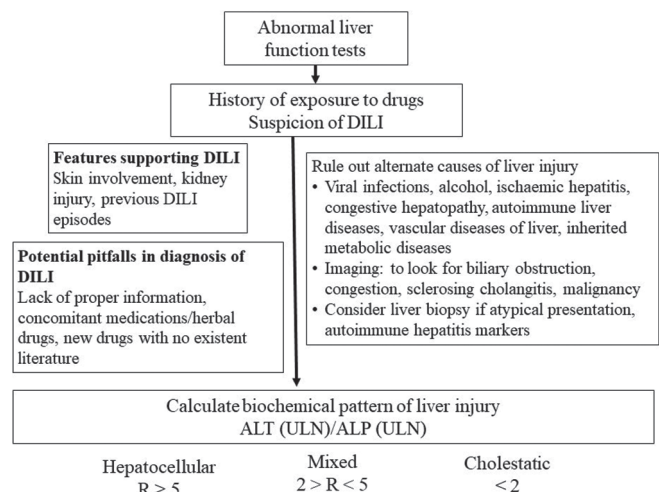 Abnormal liver
function tests
History of exposure to drugs
Suspicion of DILI
Features supporting DILI
Skin involvement, kidney
injury, previous DILI
episodes
Potential pitfalls in diagnosis of
DILI
Lack of proper information,
concomitant medications/herbal
drugs, new drugs with no existent
literature
Rule out alternate causes of liver injury
• Viral infections, alcohol, ischaemic hepatitis,
congestive hepatopathy, autoimmune liver
diseases, vascular diseases of liver, inherited
metabolic diseases
• Imaging: to look for biliary obstruction,
congestion, sclerosing cholangitis, malignancy
• Consider liver biopsy if atypical presentation,
autoimmune hepatitis markers
Calculate biochemical pattern of liver injury
ALT (ULN)/ALP (ULN)
Hepatocellular
R > 5
Mixed
2 > R < 5
Cholestatic
< 2